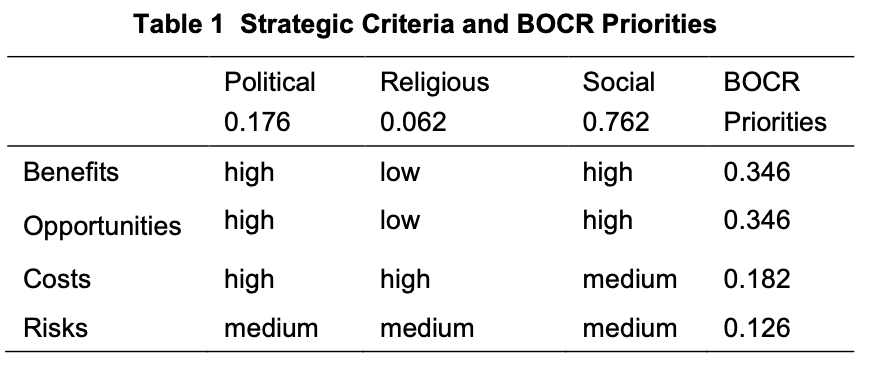 Table 1 Strategic Criteria and BOCR Priorities
Political Religious Social BOCR
0.176 0.062 0.762 Priorities
Benefits high low high 0.346
Opportunities high low high 0.346
Costs high high medium 0.182
Risks medium medium medium 0.126